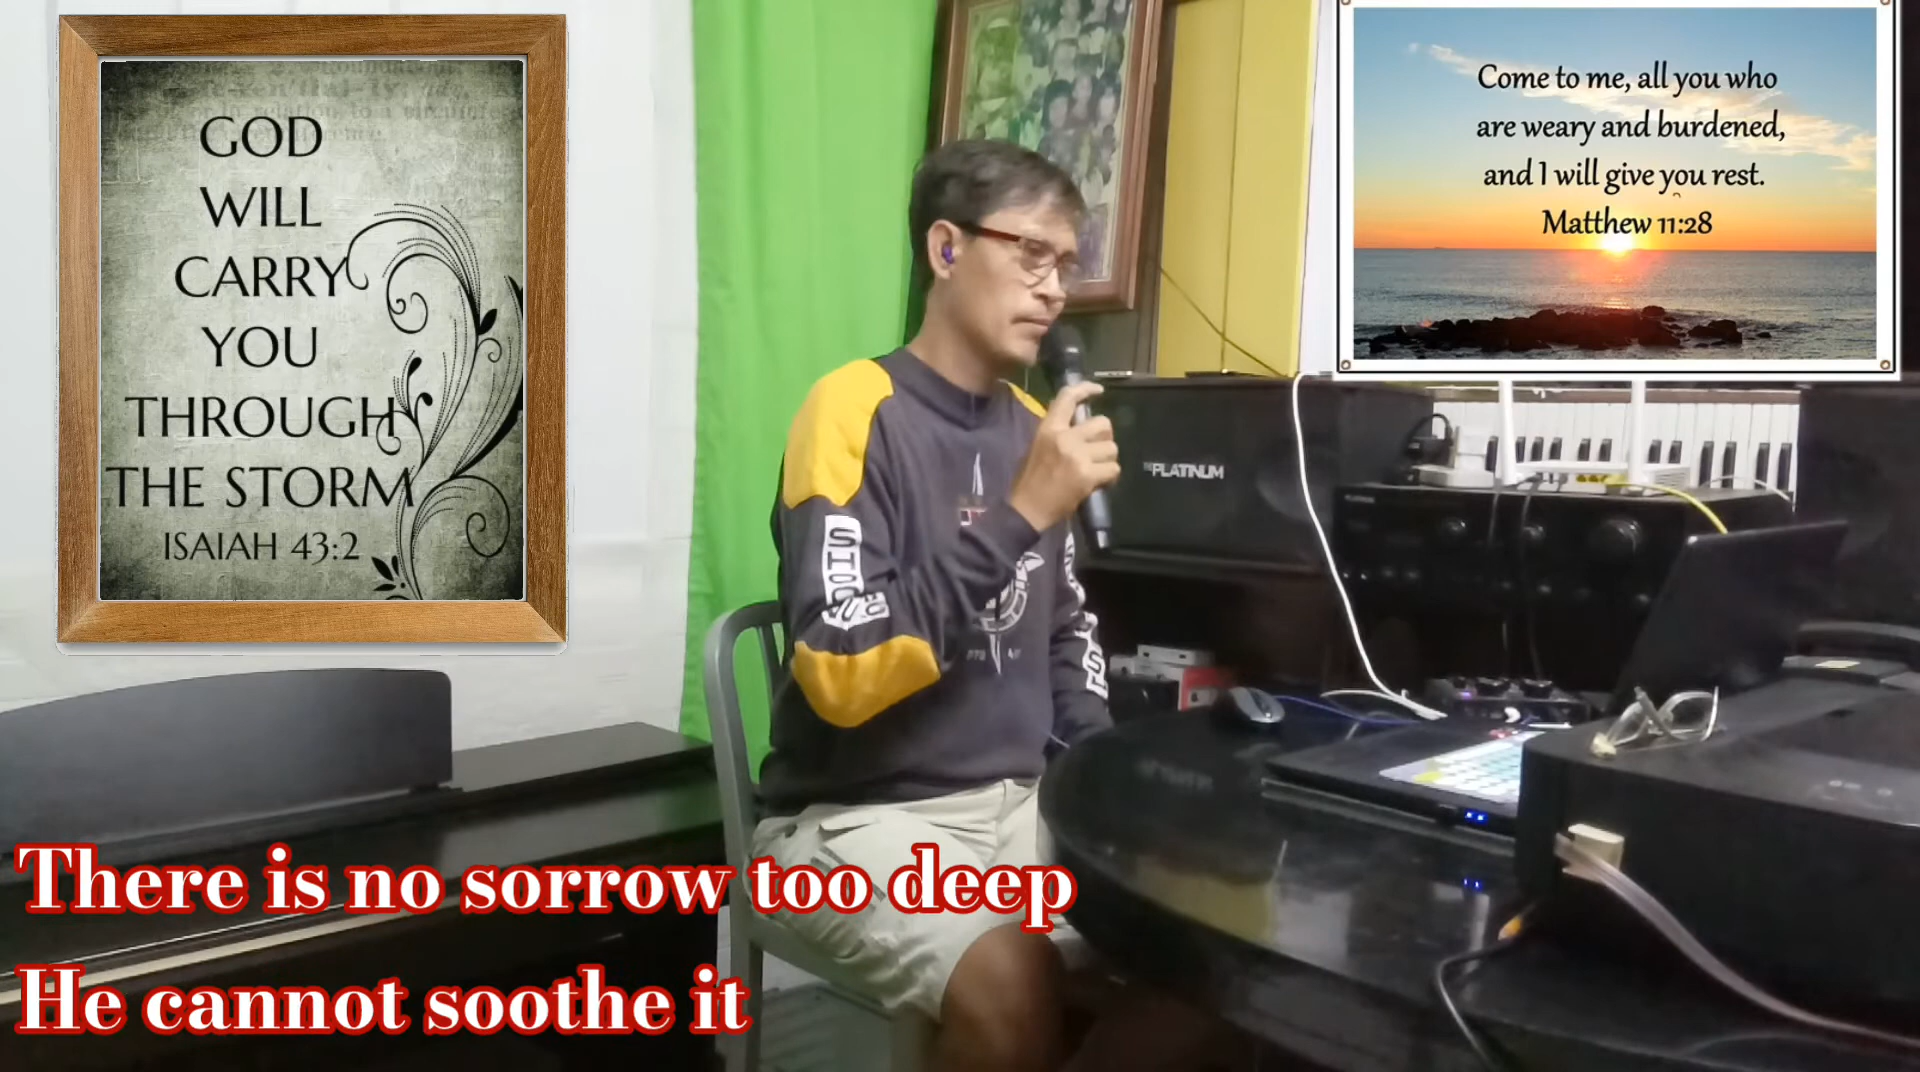 GOD
WILL
CARRY
YOU
THROUGH
THE STORM
ISAIAH 43:2
Come to me, all you who
are weary and burdened,
and I will give you rest.
Matthew 11:28
PLATINUM
There is no sorrow too deep
He cannot soothe it